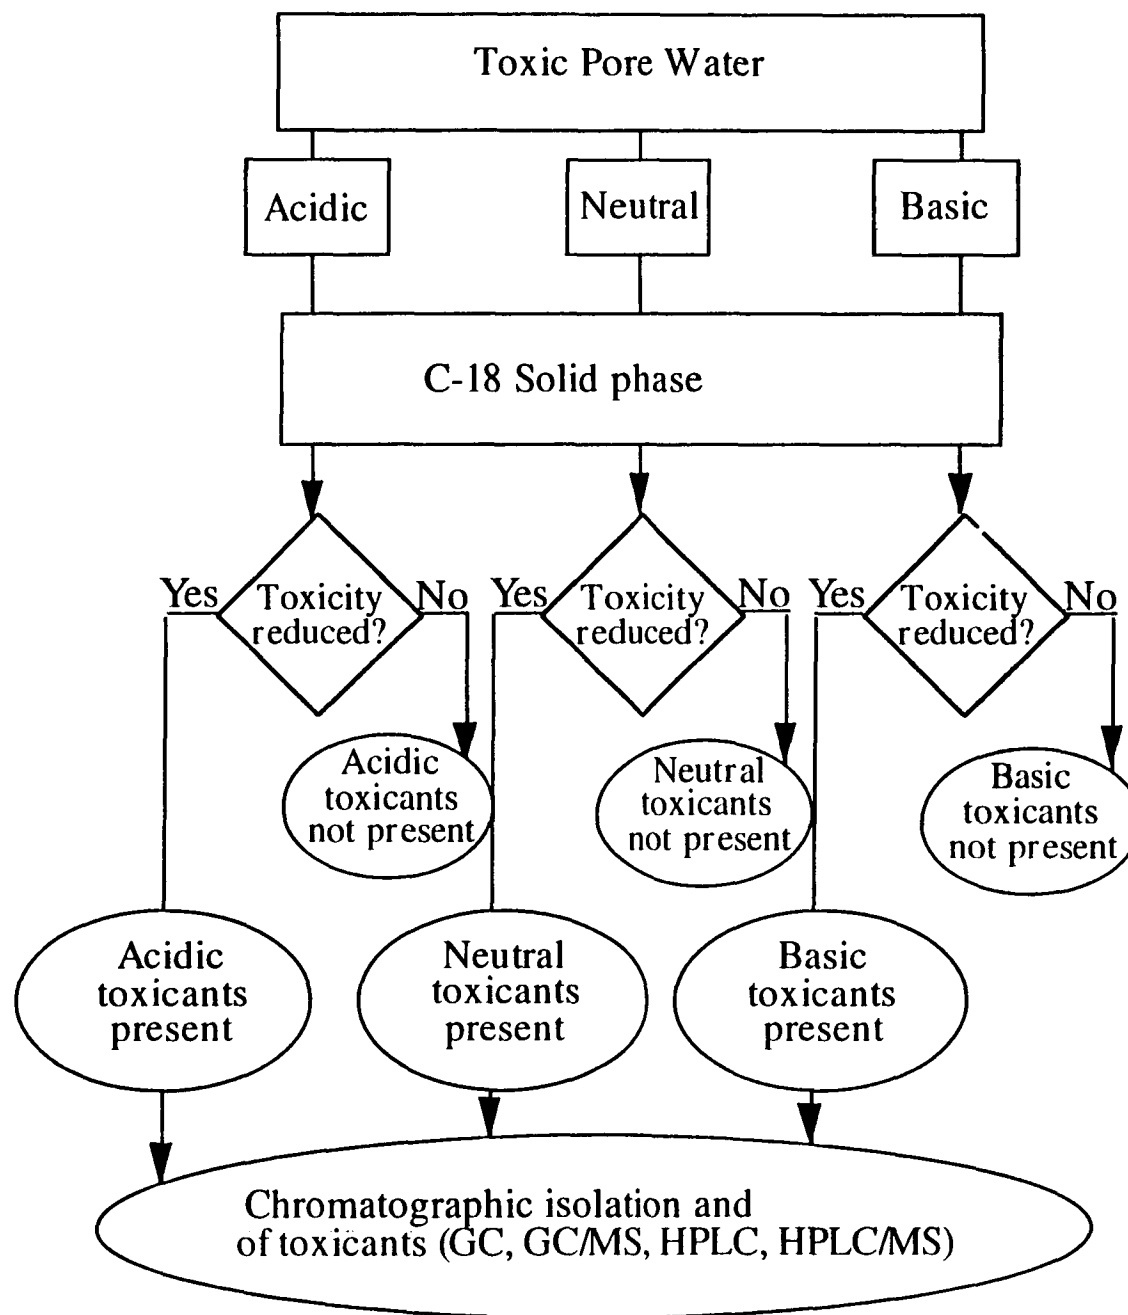 Toxic Pore Water
Acidic
Neutral
Basic
C-18 Solid phase
Yes
Toxicity
reduced?
No
Yes
Toxicity
reduced?
No
Yes
Toxicity
reduced?
No
Acidic
toxicants
not present
Neutral
toxicants
not present
Basic
toxicants
not present
Acidic
toxicants
present
Neutral
toxicants
present
Basic
toxicants
present
Chromatographic isolation and
of toxicants (GC, GC/MS, HPLC, HPLC/MS)